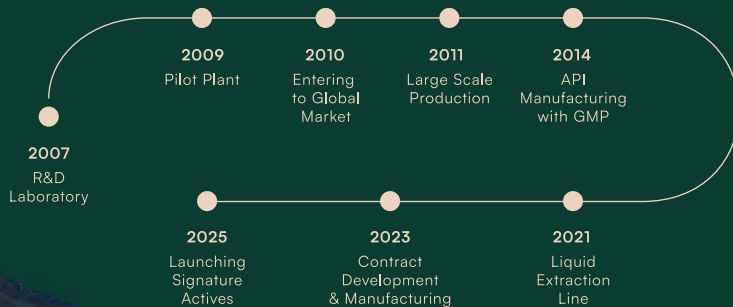 2007
R&D
Laboratory
2009
Pilot Plant
2010
Entering
to Global
Market
2011
Large Scale
Production
2014
API
Manufacturing
with GMP
2021
Liquid
Extraction
Line
2023
Contract
Development
& Manufacturing
2025
Launching
Signature
Actives